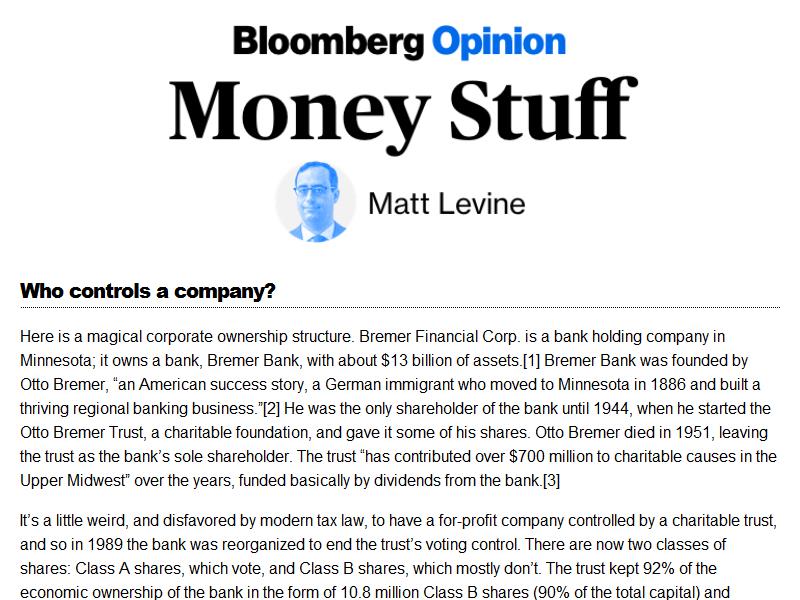 Bloomberg Opinion
Money Stuff
Matt Levine
Who controls a company?
Here is a magical corporate ownership structure. Bremer Financial Corp. is a bank holding company in
Minnesota; it owns a bank, Bremer Bank, with about $13 billion of assets.[1] Bremer Bank was founded by
Otto Bremer, “an American success story, a German immigrant who moved to Minnesota in 1886 and built a
thriving regional banking business.”[2] He was the only shareholder of the bank until 1944, when he started the
Otto Bremer Trust, a charitable foundation, and gave it some of his shares. Otto Bremer died in 1951, leaving
the trust as the bank’s sole shareholder. The trust “has contributed over $700 million to charitable causes in the
Upper Midwest” over the years, funded basically by dividends from the bank.[3]
It’s a little weird, and disfavored by modern tax law, to have a for-profit company controlled by a charitable trust,
and so in 1989 the bank was reorganized to end the trust’s voting control. There are now two classes of
shares: Class A shares, which vote, and Class B shares, which mostly don’t. The trust kept 92% of the
economic ownership of the bank in the form of 10.8 million Class B shares (90% of the total capital) and